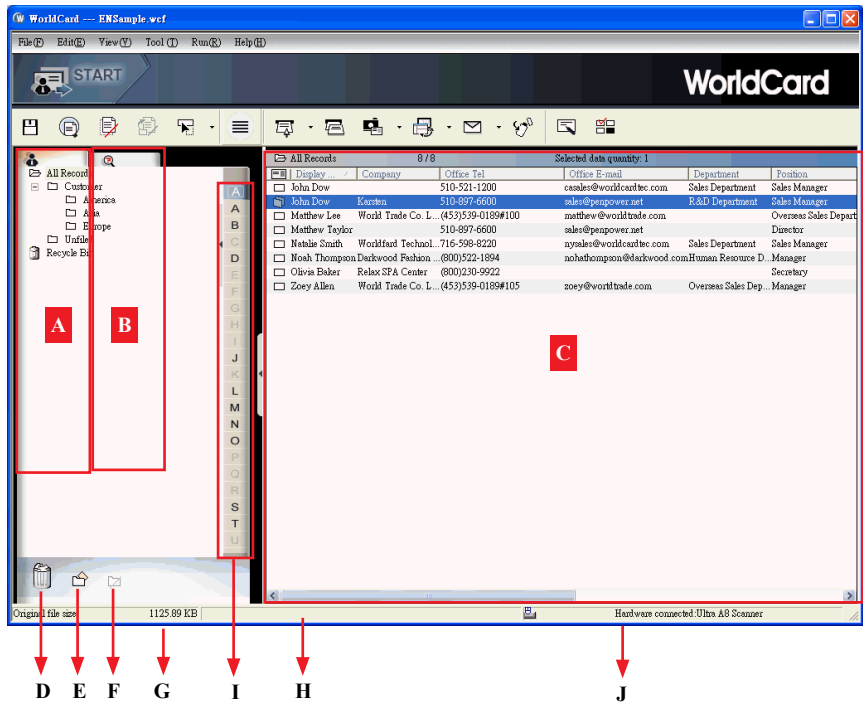 WorldCard --- ENSample.wcf
File(F) Edit(E) View(V) Tool (T) Run(R) Help(H)
START
WorldCard
All Records 8 / 8 Selected data quantity: 1
Display ... Company Office Tel Office E-mail Department Position
John Dow 510-521-1200 casales@worldcardtec.com Sales Department Sales Manager
John Dow Karsten 510-897-6600 sales@penpower.net R&D Department Sales Manager
Matthew Lee World Trade Co. L... (453)539-0189#100 matthew@worldtrade.com Overseas Sales Depart
Matthew Taylor 510-897-6600 sales@penpower.net Director
Natalie Smith Worldfard Technol... 716-598-8220 nysales@worldcardtec.com Sales Department Sales Manager
Noah Thompson Darkwood Fashion ... (800)522-1894 nohathompson@darkwood.com Human Resource D... Manager
Olivia Baker Relax SPA Center (800)230-9922 Secretary
Zoey Allen World Trade Co. L... (453)539-0189#105 zoey@worldtrade.com Overseas Sales Dep... Manager
All Record
Customer
America
Asia
Europe
Unfile
Recycle Bin
A
A
B
C
D
E
F
G
H
I
J
K
L
M
N
O
P
Q
R
S
T
U
A
B
C
Original file size 1125.89 KB Hardware connected:Ultra A8 Scanner
D E F G I H J